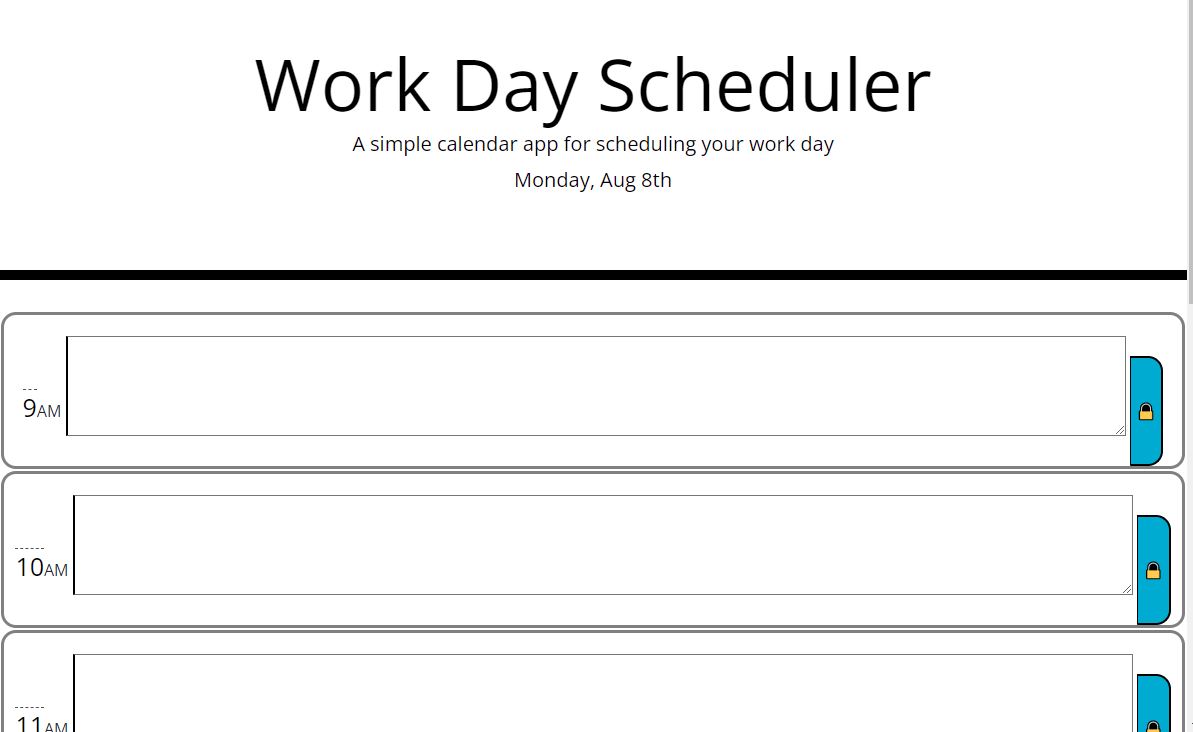 Work Day Scheduler
A simple calendar app for scheduling your work day
Monday, Aug 8th
9AM
10AM
11AM